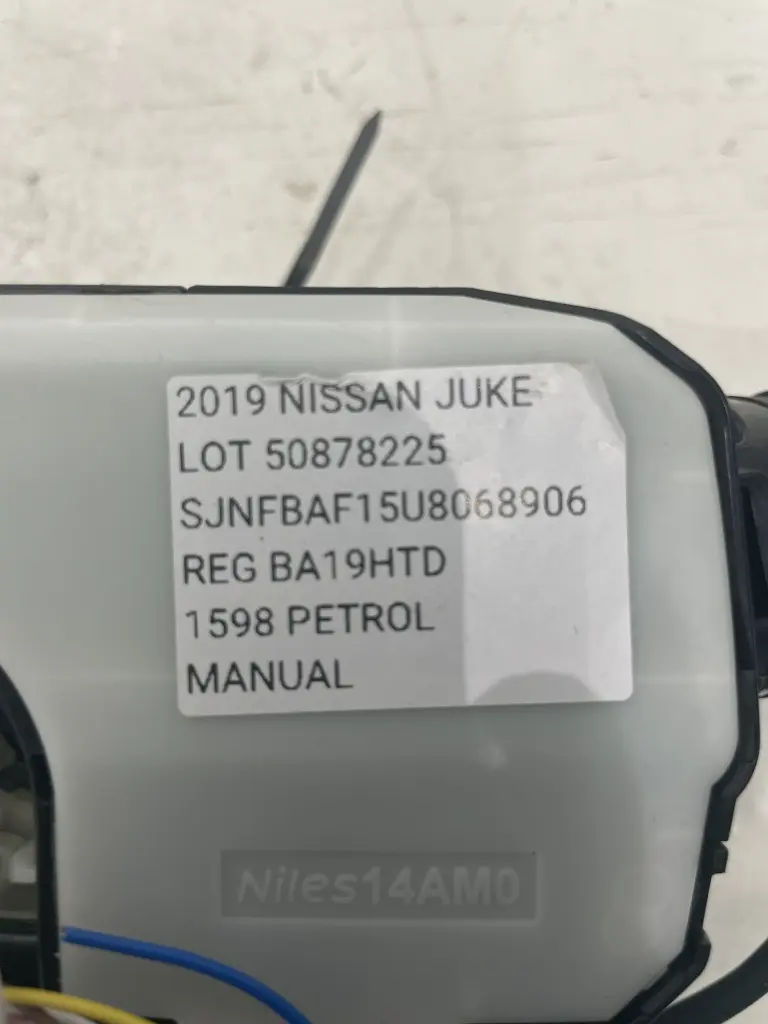 2019 NISSAN JUKE
LOT 50878225
SJNFBAF15U8068906
REG BA19HTD
1598 PETROL
MANUAL
Niles14AM0